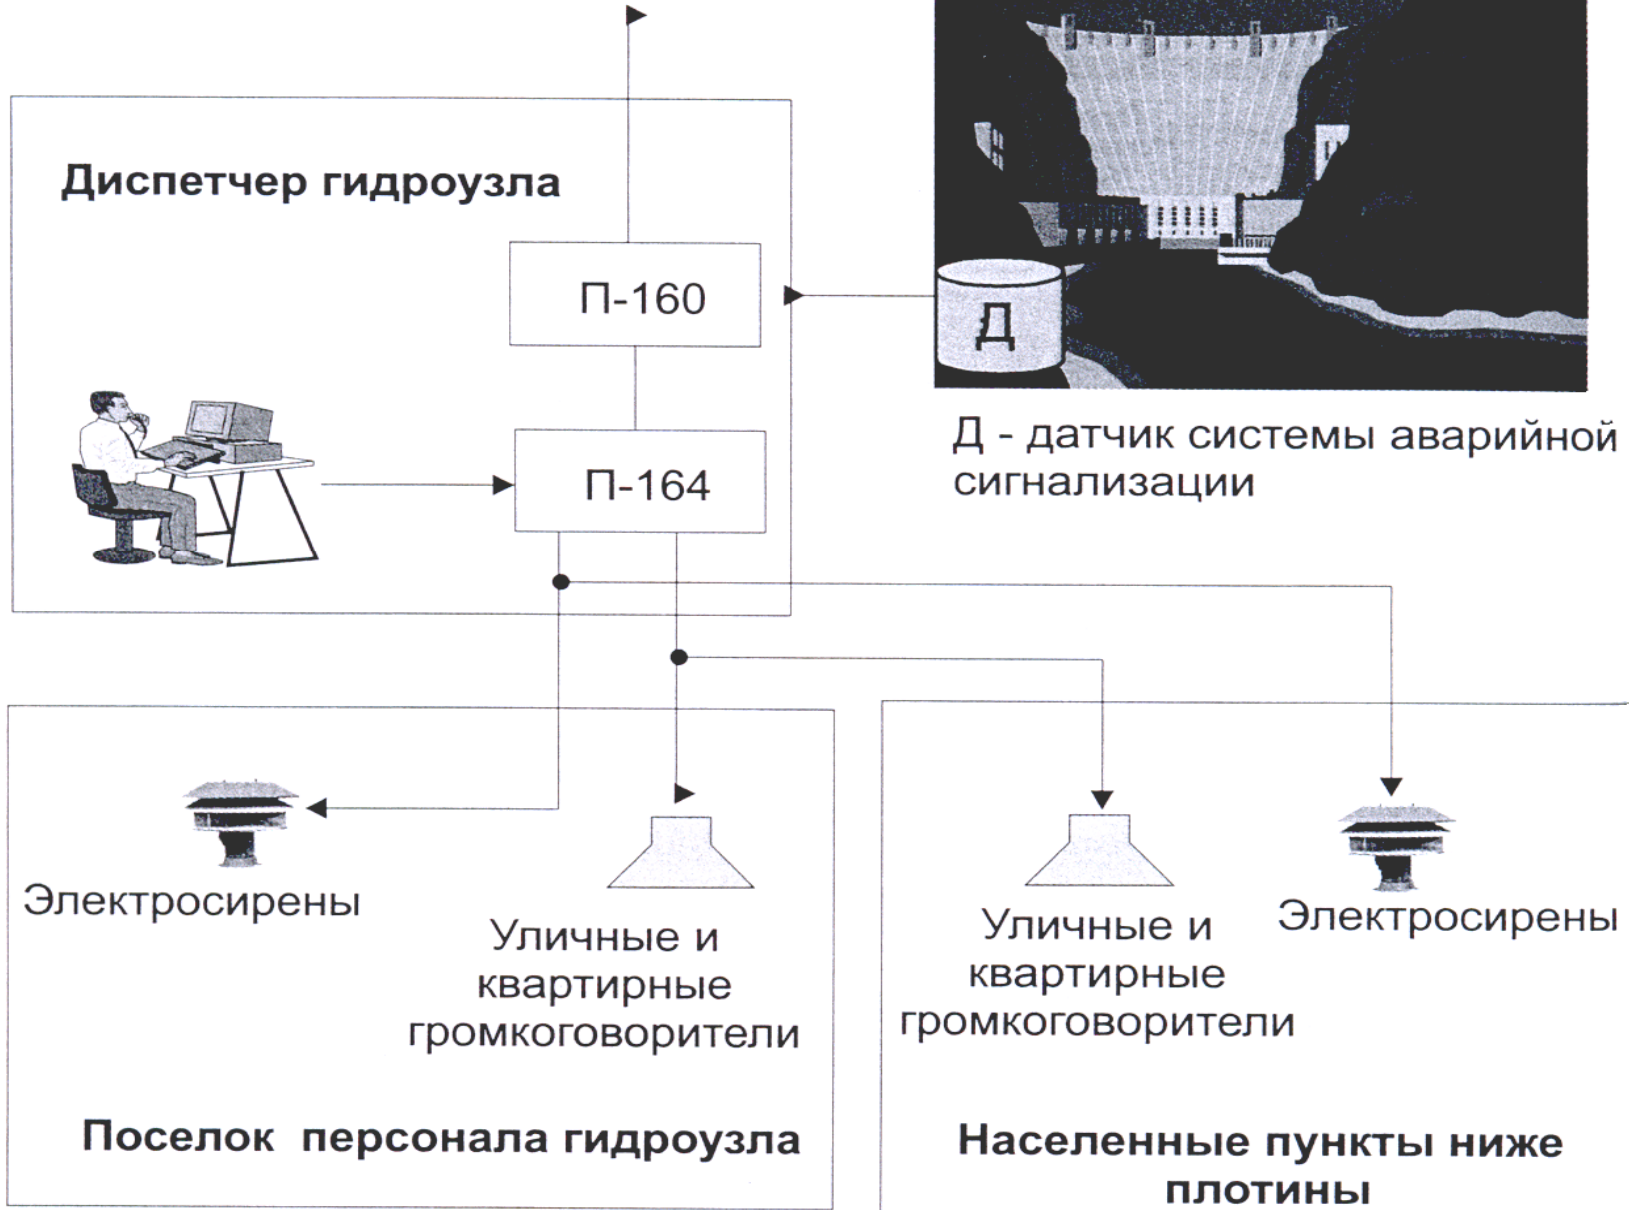 Диспетчер гидроузла
П-160
Д
Д - датчик системы аварийной
сигнализации
П-164
Электросирены
Уличные и
квартирные
громкоговорители
Поселок персонала гидроузла
Уличные и
квартирные
громкоговорители
Электросирены
Населенные пункты ниже
плотины